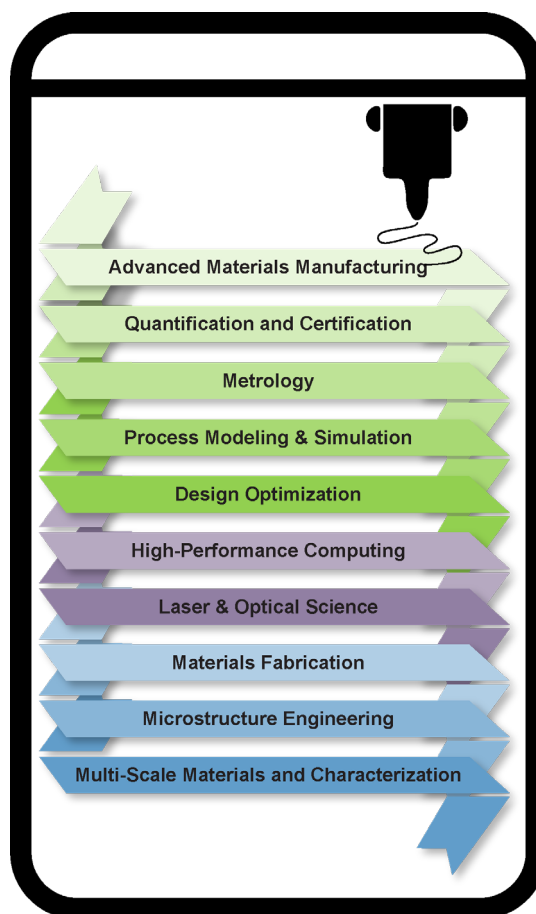 Advanced Materials Manufacturing
Quantification and Certification
Metrology
Process Modeling & Simulation
Design Optimization
High-Performance Computing
Laser & Optical Science
Materials Fabrication
Microstructure Engineering
Multi-Scale Materials and Characterization